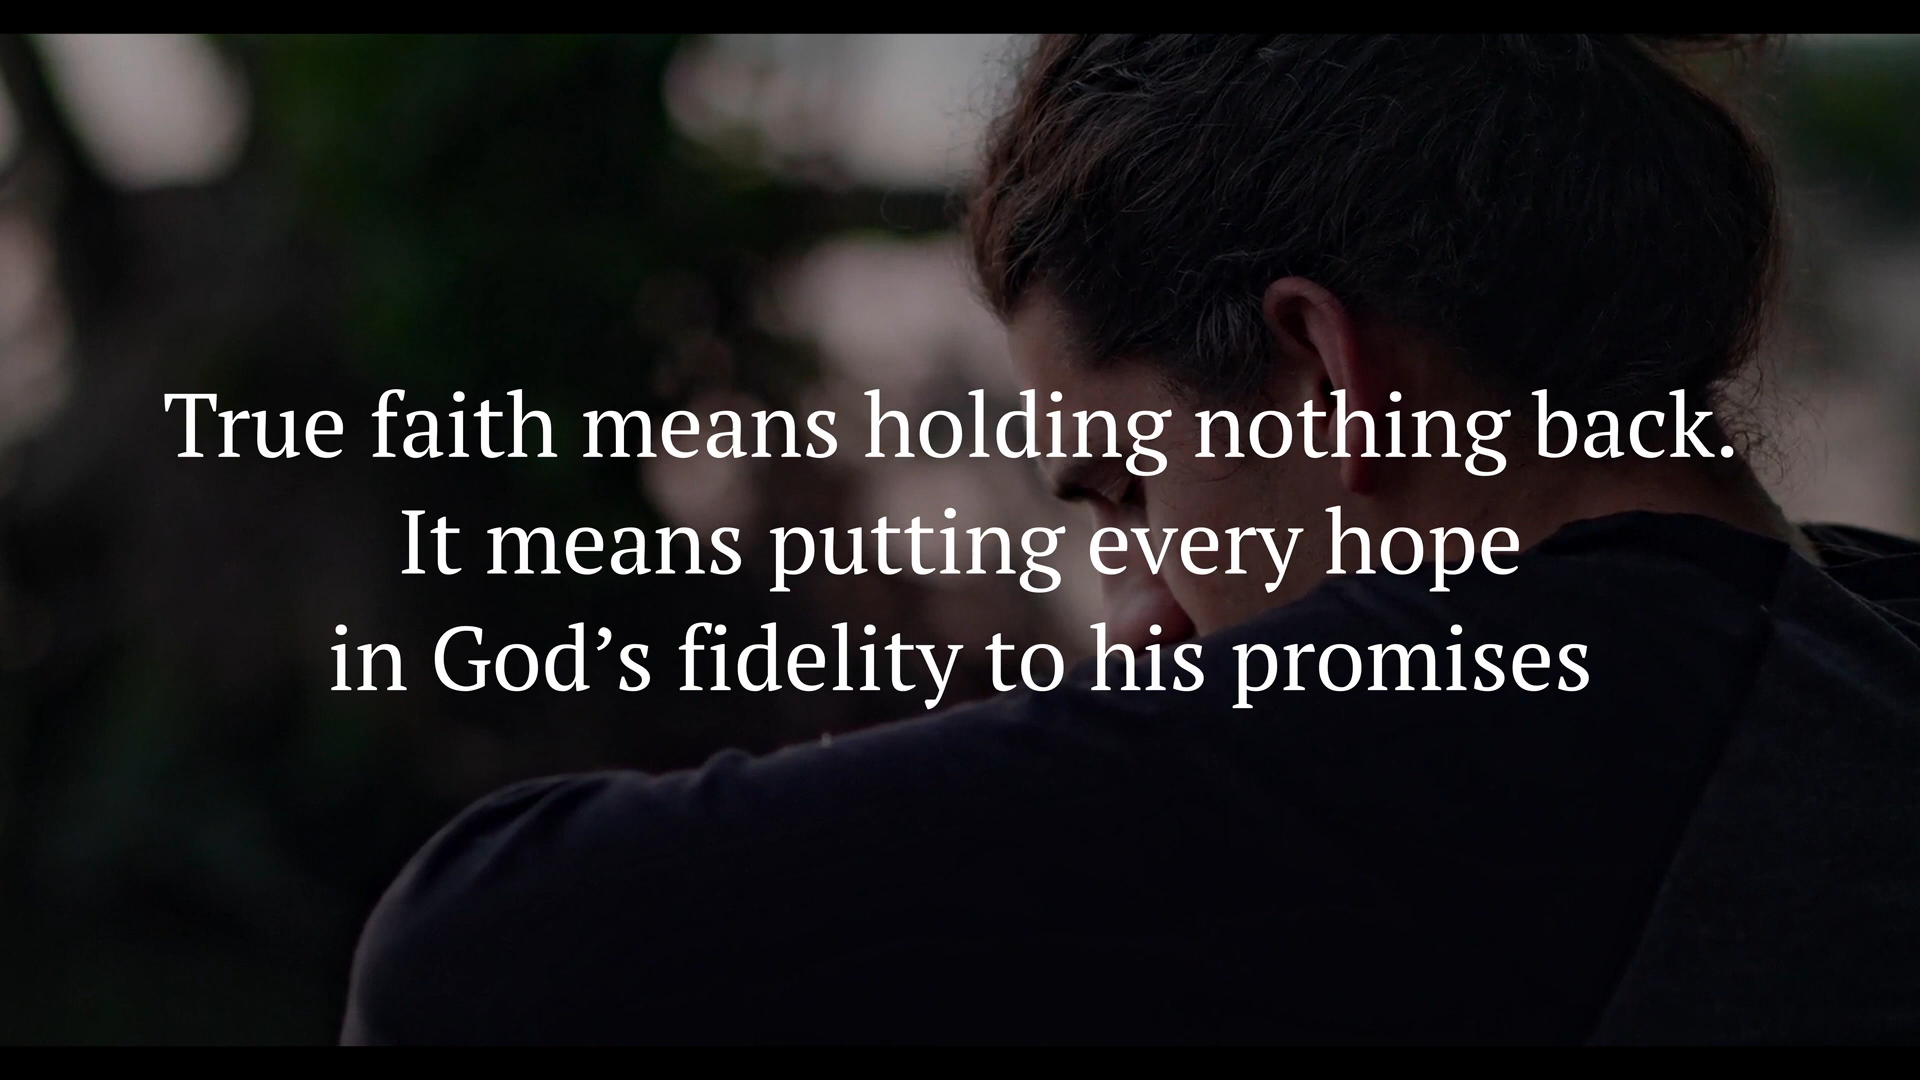 True faith means holding nothing back.
It means putting every hope
in God’s fidelity to his promises